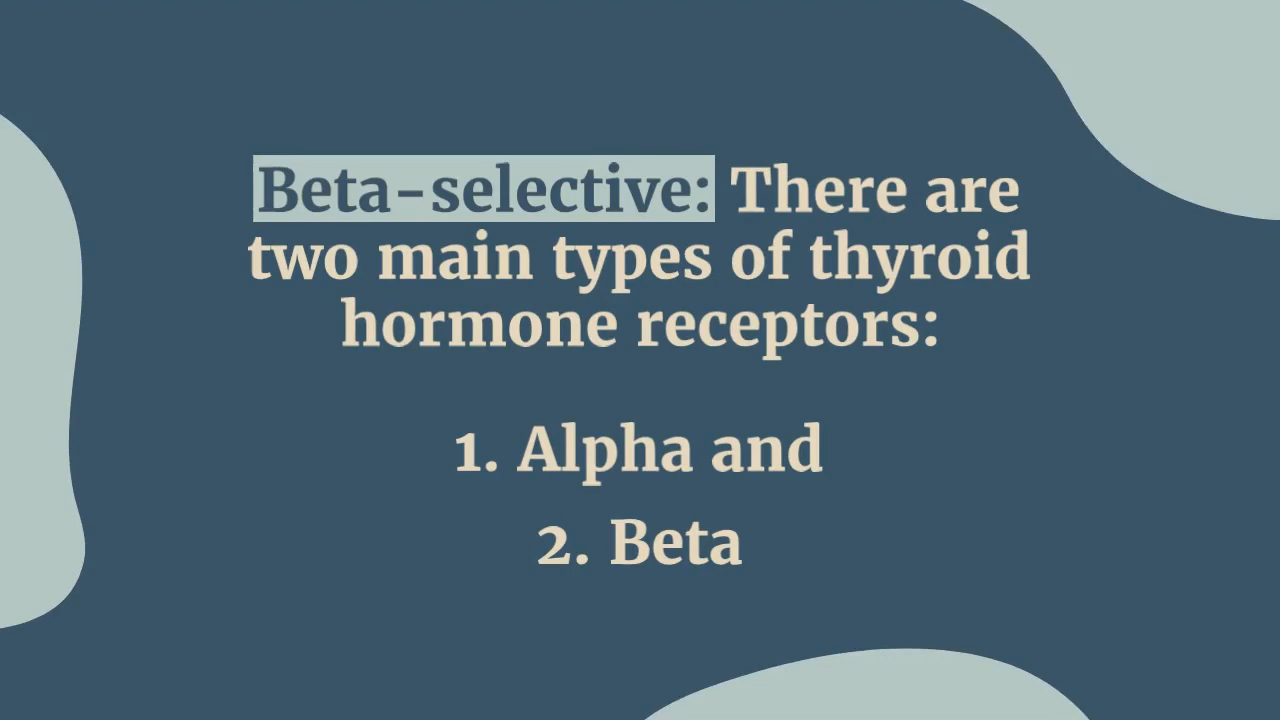 Beta-selective: There are
two main types of thyroid
hormone receptors:
1. Alpha and
2. Beta